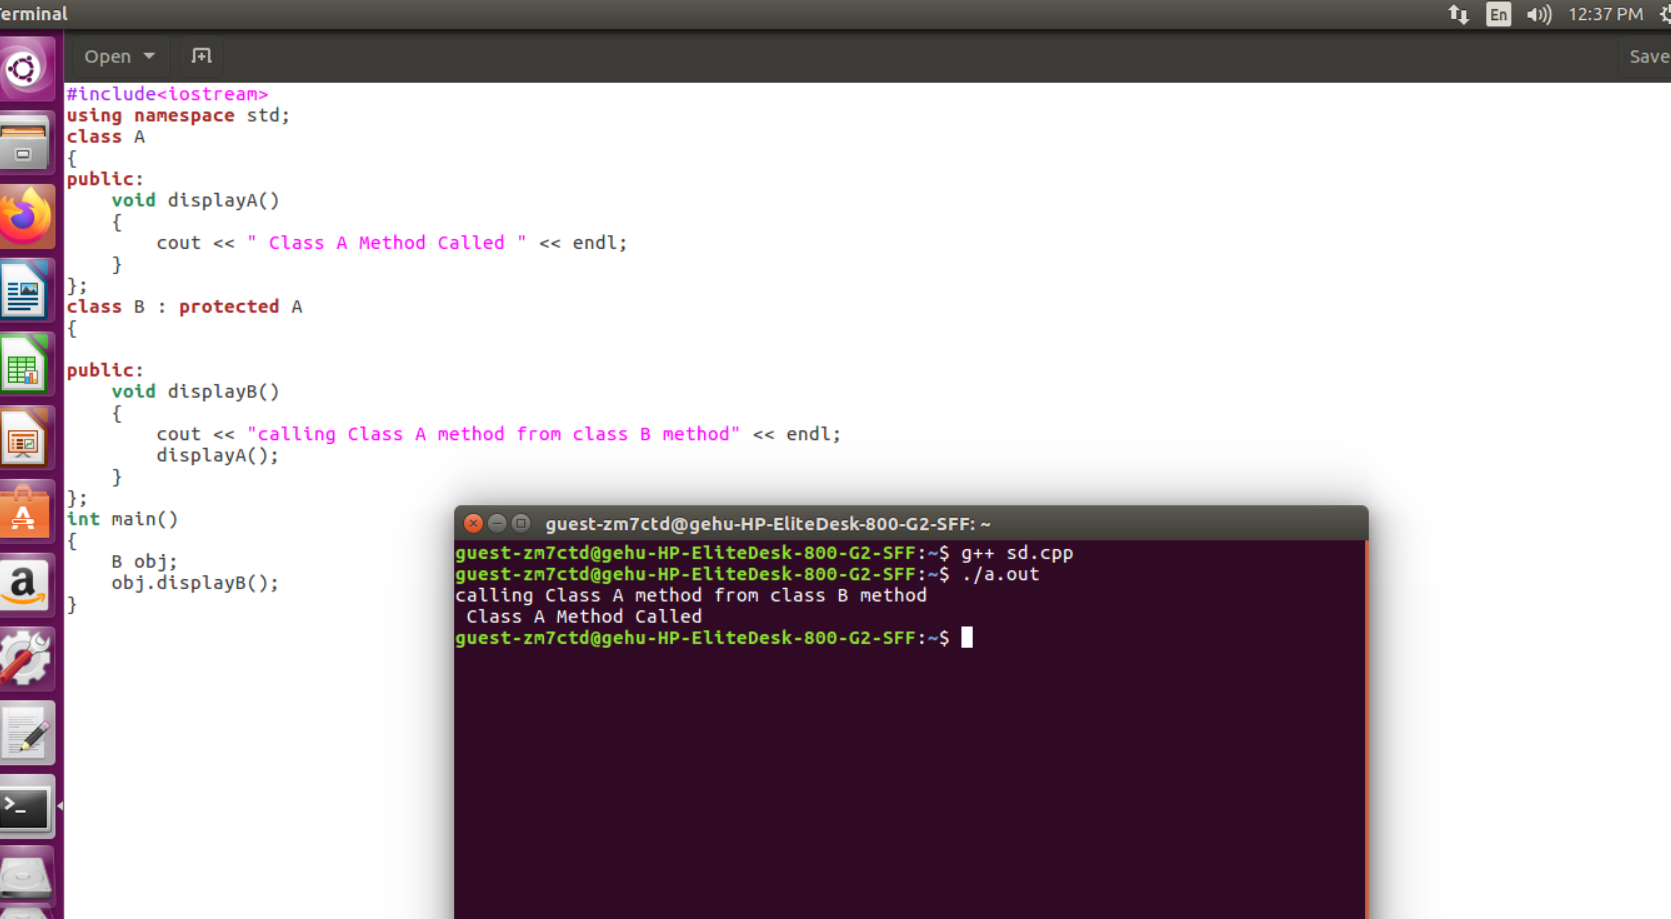 Terminal
En
12:37 PM
Open
Save
#include<iostream>
using namespace std;
class A
{
public:
    void displayA()
    {
        cout << " Class A Method Called " << endl;
    }
};
class B : protected A
{

public:
    void displayB()
    {
        cout << "calling Class A method from class B method" << endl;
        displayA();
    }
};
int main()
{
    B obj;
    obj.displayB();
}
guest-zm7ctd@gehu-HP-EliteDesk-800-G2-SFF: ~
guest-zm7ctd@gehu-HP-EliteDesk-800-G2-SFF:~$ g++ sd.cpp
guest-zm7ctd@gehu-HP-EliteDesk-800-G2-SFF:~$ ./a.out
calling Class A method from class B method
 Class A Method Called
guest-zm7ctd@gehu-HP-EliteDesk-800-G2-SFF:~$